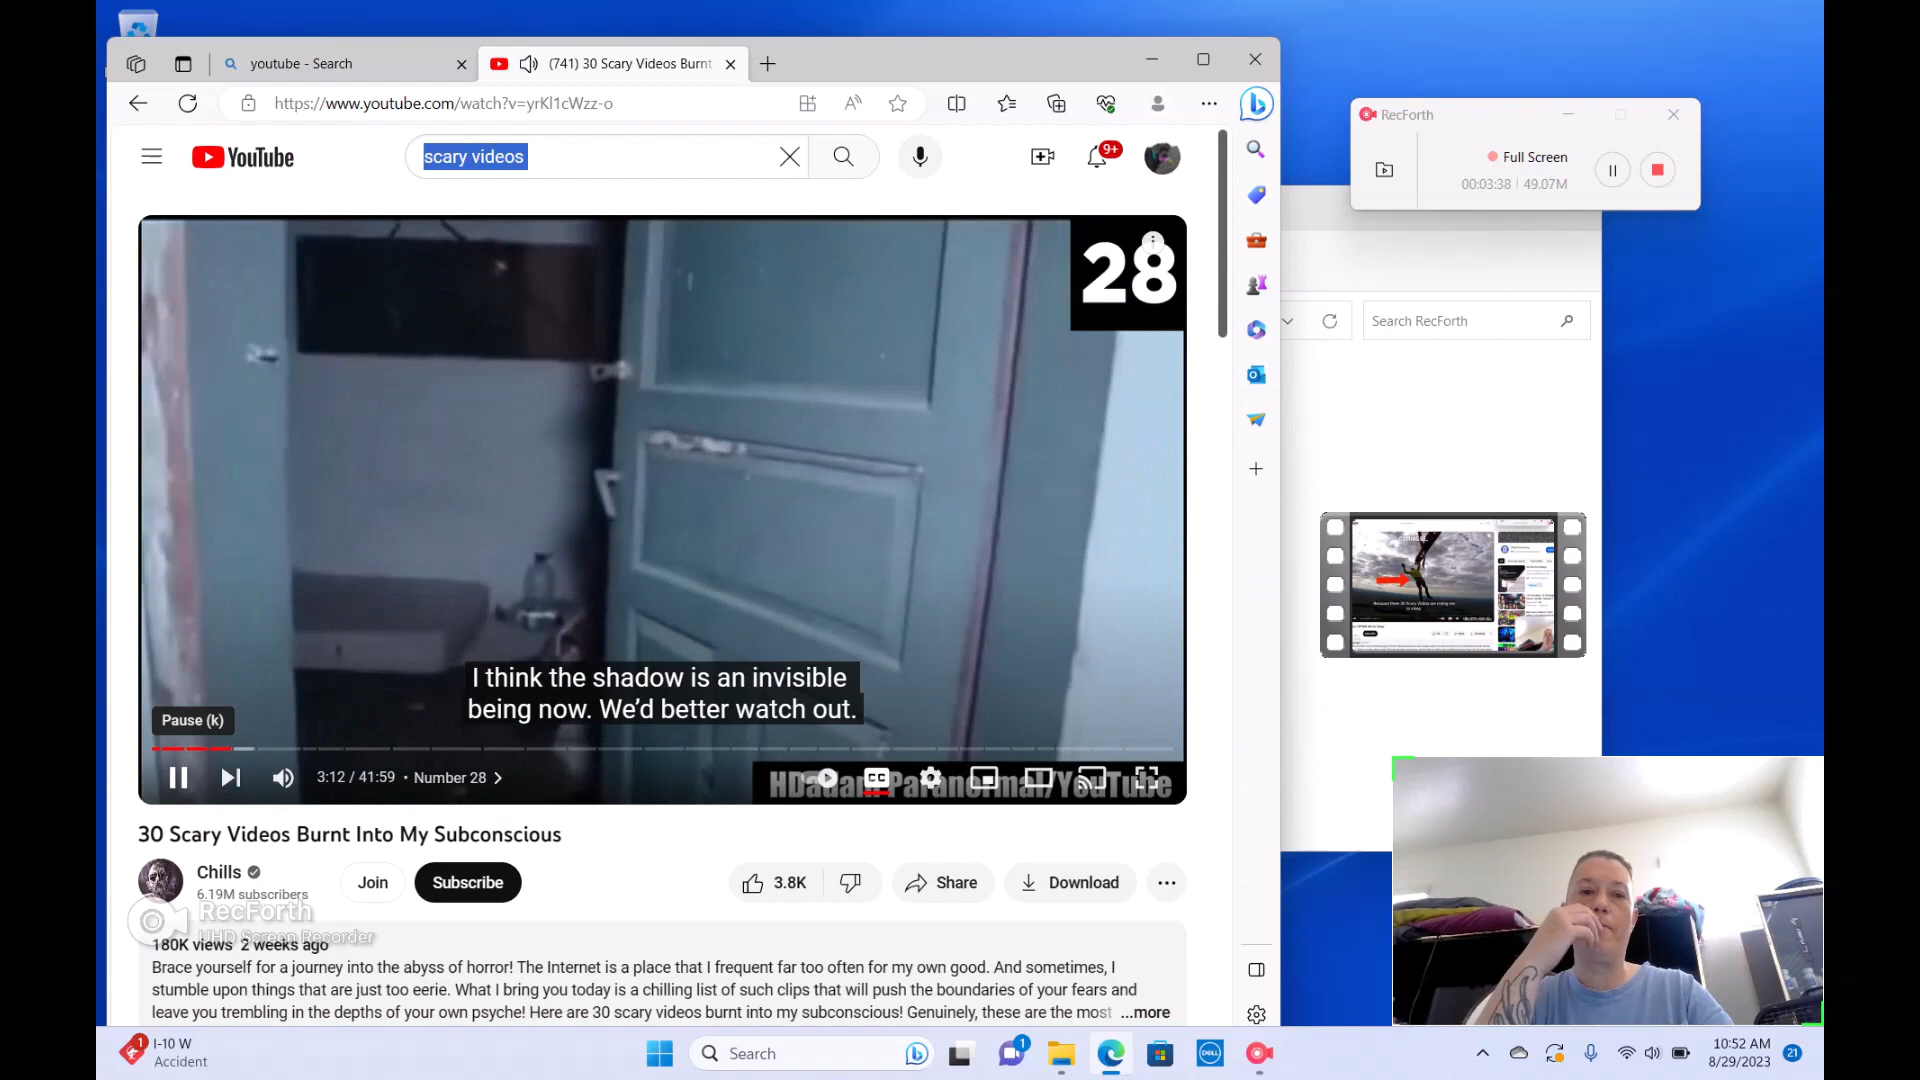 youtube - Search
(741) 30 Scary Videos Burnt
https://www.youtube.com/watch?v=yrKl1cWzz-o
RecForth
Full Screen
00:03:38 | 49.07M
YouTube
scary videos
9+
28
Search RecForth
I think the shadow is an invisible
being now. We'd better watch out.
Pause (k)
3:12 / 41:59 • Number 28 >
CC
HDadam Paranormal/YouTube
30 Scary Videos Burnt Into My Subconscious
Chills
6.19M subscribers
Join
Subscribe
3.8K
Share
Download
RecForth
UHD Screen Recorder
180K views 2 weeks ago
Brace yourself for a journey into the abyss of horror! The Internet is a place that I frequent far too often for my own good. And sometimes, I
stumble upon things that are just too eerie. What I bring you today is a chilling list of such clips that will push the boundaries of your fears and
leave you trembling in the depths of your own psyche! Here are 30 scary videos burnt into my subconscious! Genuinely, these are the most ...more
1
I-10 W
Accident
Search
1
DELL
10:52 AM
8/29/2023
21